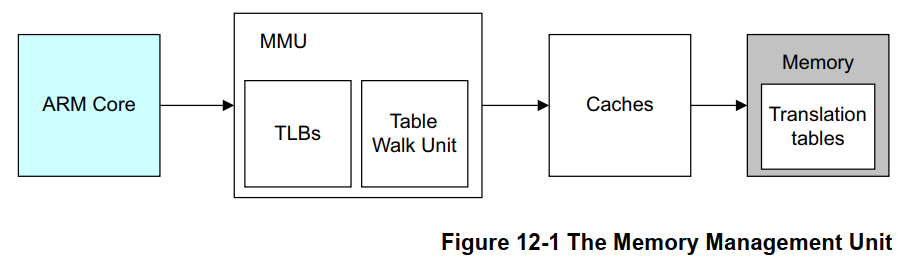 ARM Core
MMU
TLBs
Table
Walk Unit
Caches
Memory
Translation
tables
Figure 12-1 The Memory Management Unit